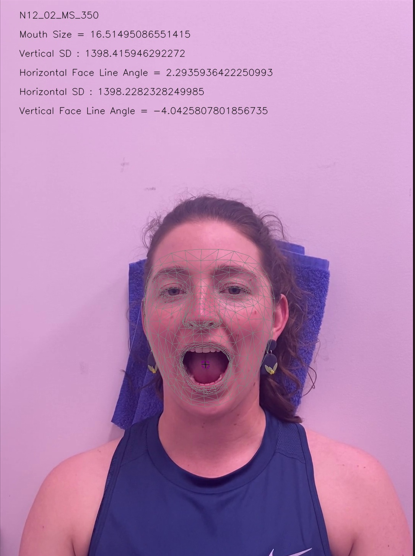 N12_02_MS_350
Mouth Size = 16.51495086551415
Vertical SD : 1398.415946292272
Horizontal Face Line Angle = 2.2935936422250993
Horizontal SD : 1398.2282328249985
Vertical Face Line Angle = -4.0425807801856735